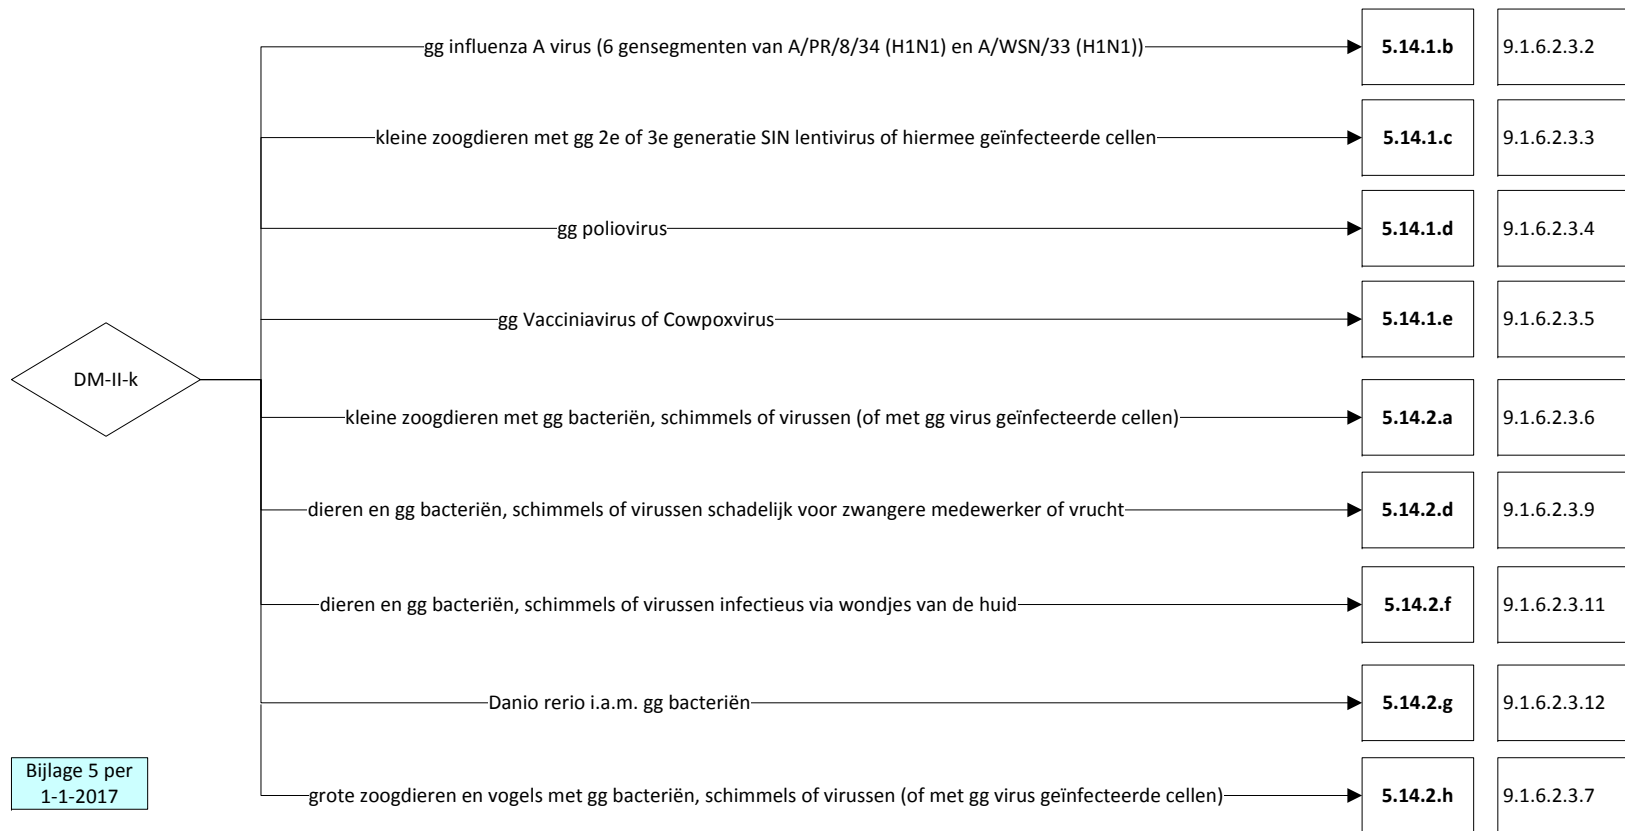 gg influenza A virus (6 gensegmenten van A/PR/8/34 (H1N1) en A/WSN/33 (H1N1)) 5.14.1.b 9.1.6.2.3.2
kleine zoogdieren met gg 2e of 3e generatie SIN lentivirus of hiermee geïnfecteerde cellen 5.14.1.c 9.1.6.2.3.3
gg poliovirus 5.14.1.d 9.1.6.2.3.4
gg Vacciniavirus of Cowpoxvirus 5.14.1.e 9.1.6.2.3.5
DM-II-k
kleine zoogdieren met gg bacteriën, schimmels of virussen (of met gg virus geïnfecteerde cellen) 5.14.2.a 9.1.6.2.3.6
dieren en gg bacteriën, schimmels of virussen schadelijk voor zwangere medewerker of vrucht 5.14.2.d 9.1.6.2.3.9
dieren en gg bacteriën, schimmels of virussen infectieus via wondjes van de huid 5.14.2.f 9.1.6.2.3.11
Danio rerio i.a.m. gg bacteriën 5.14.2.g 9.1.6.2.3.12
Bijlage 5 per
1-1-2017
grote zoogdieren en vogels met gg bacteriën, schimmels of virussen (of met gg virus geïnfecteerde cellen) 5.14.2.h 9.1.6.2.3.7